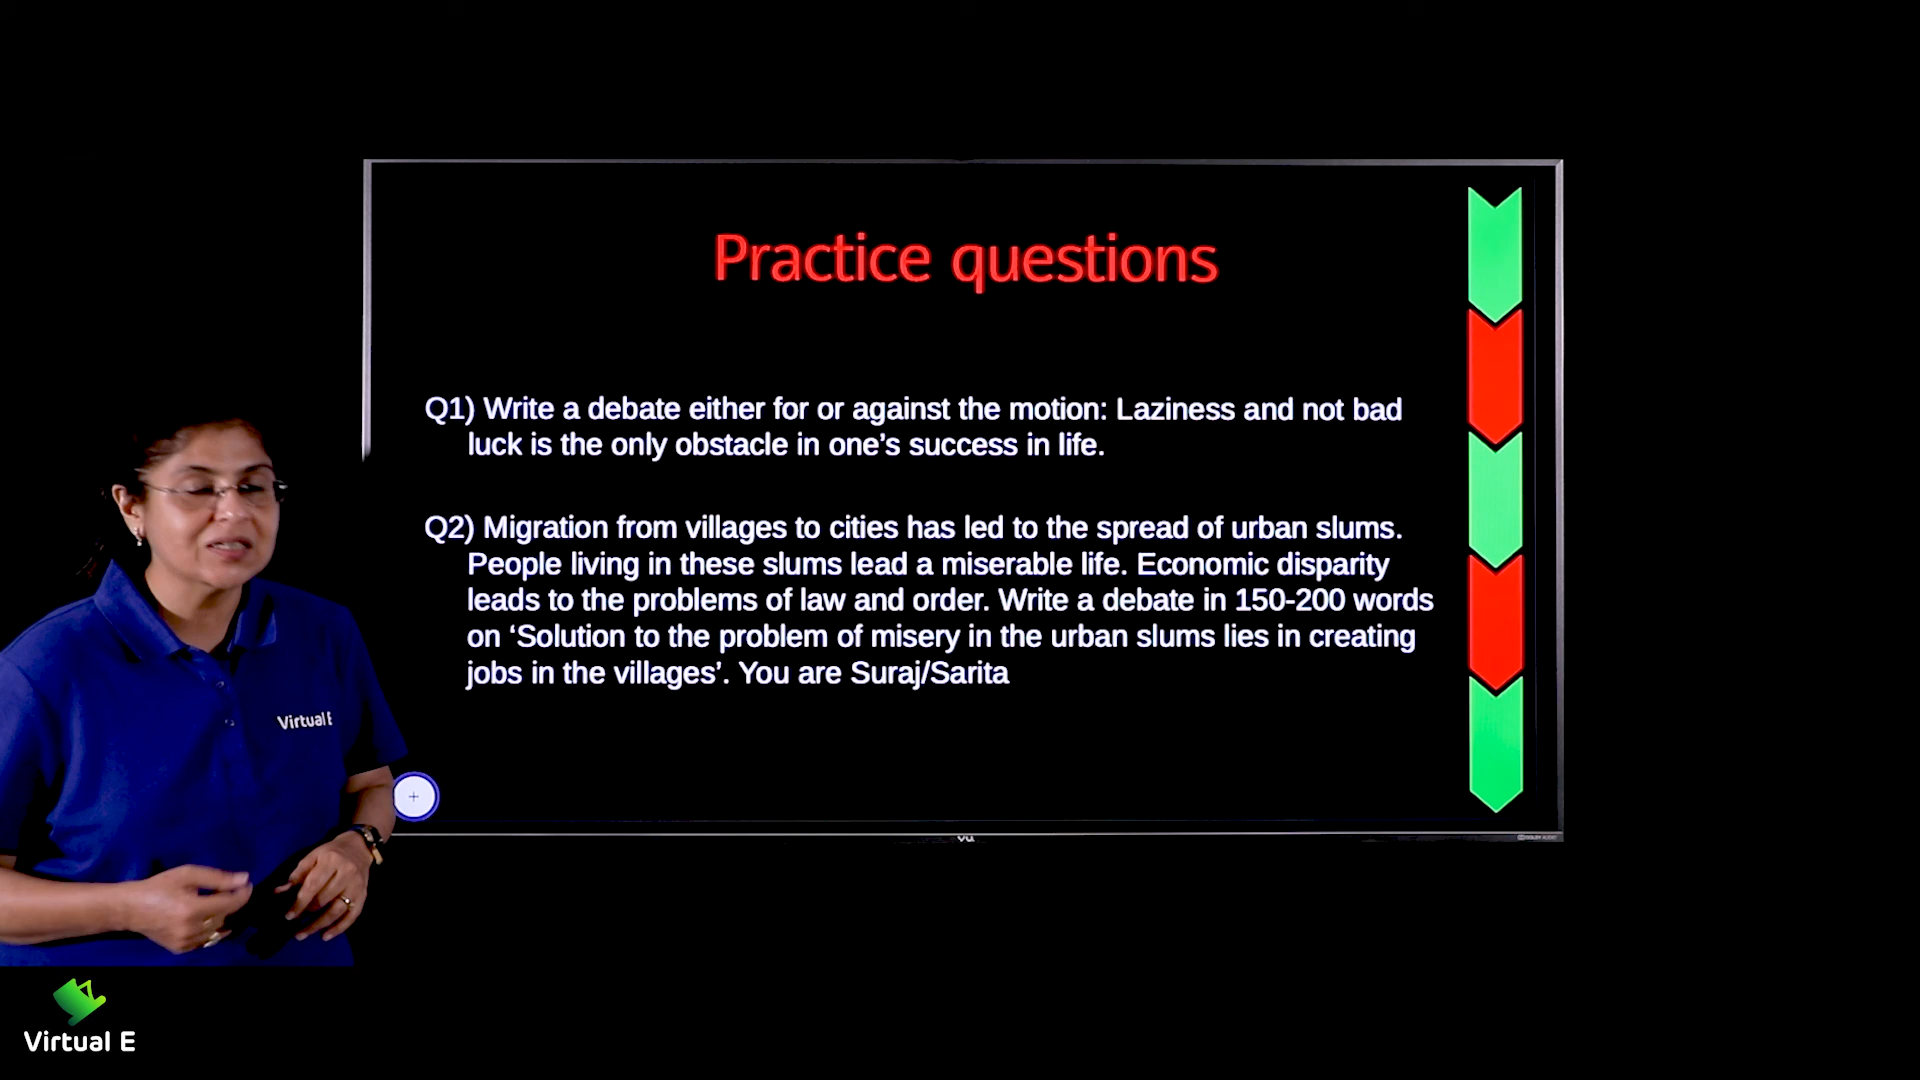 Practice questions
Q1) Write a debate either for or against the motion: Laziness and not bad
luck is the only obstacle in one’s success in life.
Q2) Migration from villages to cities has led to the spread of urban slums.
People living in these slums lead a miserable life. Economic disparity
leads to the problems of law and order. Write a debate in 150-200 words
on ‘Solution to the problem of misery in the urban slums lies in creating
jobs in the villages’. You are Suraj/Sarita
Virtual E
vu
Virtual E